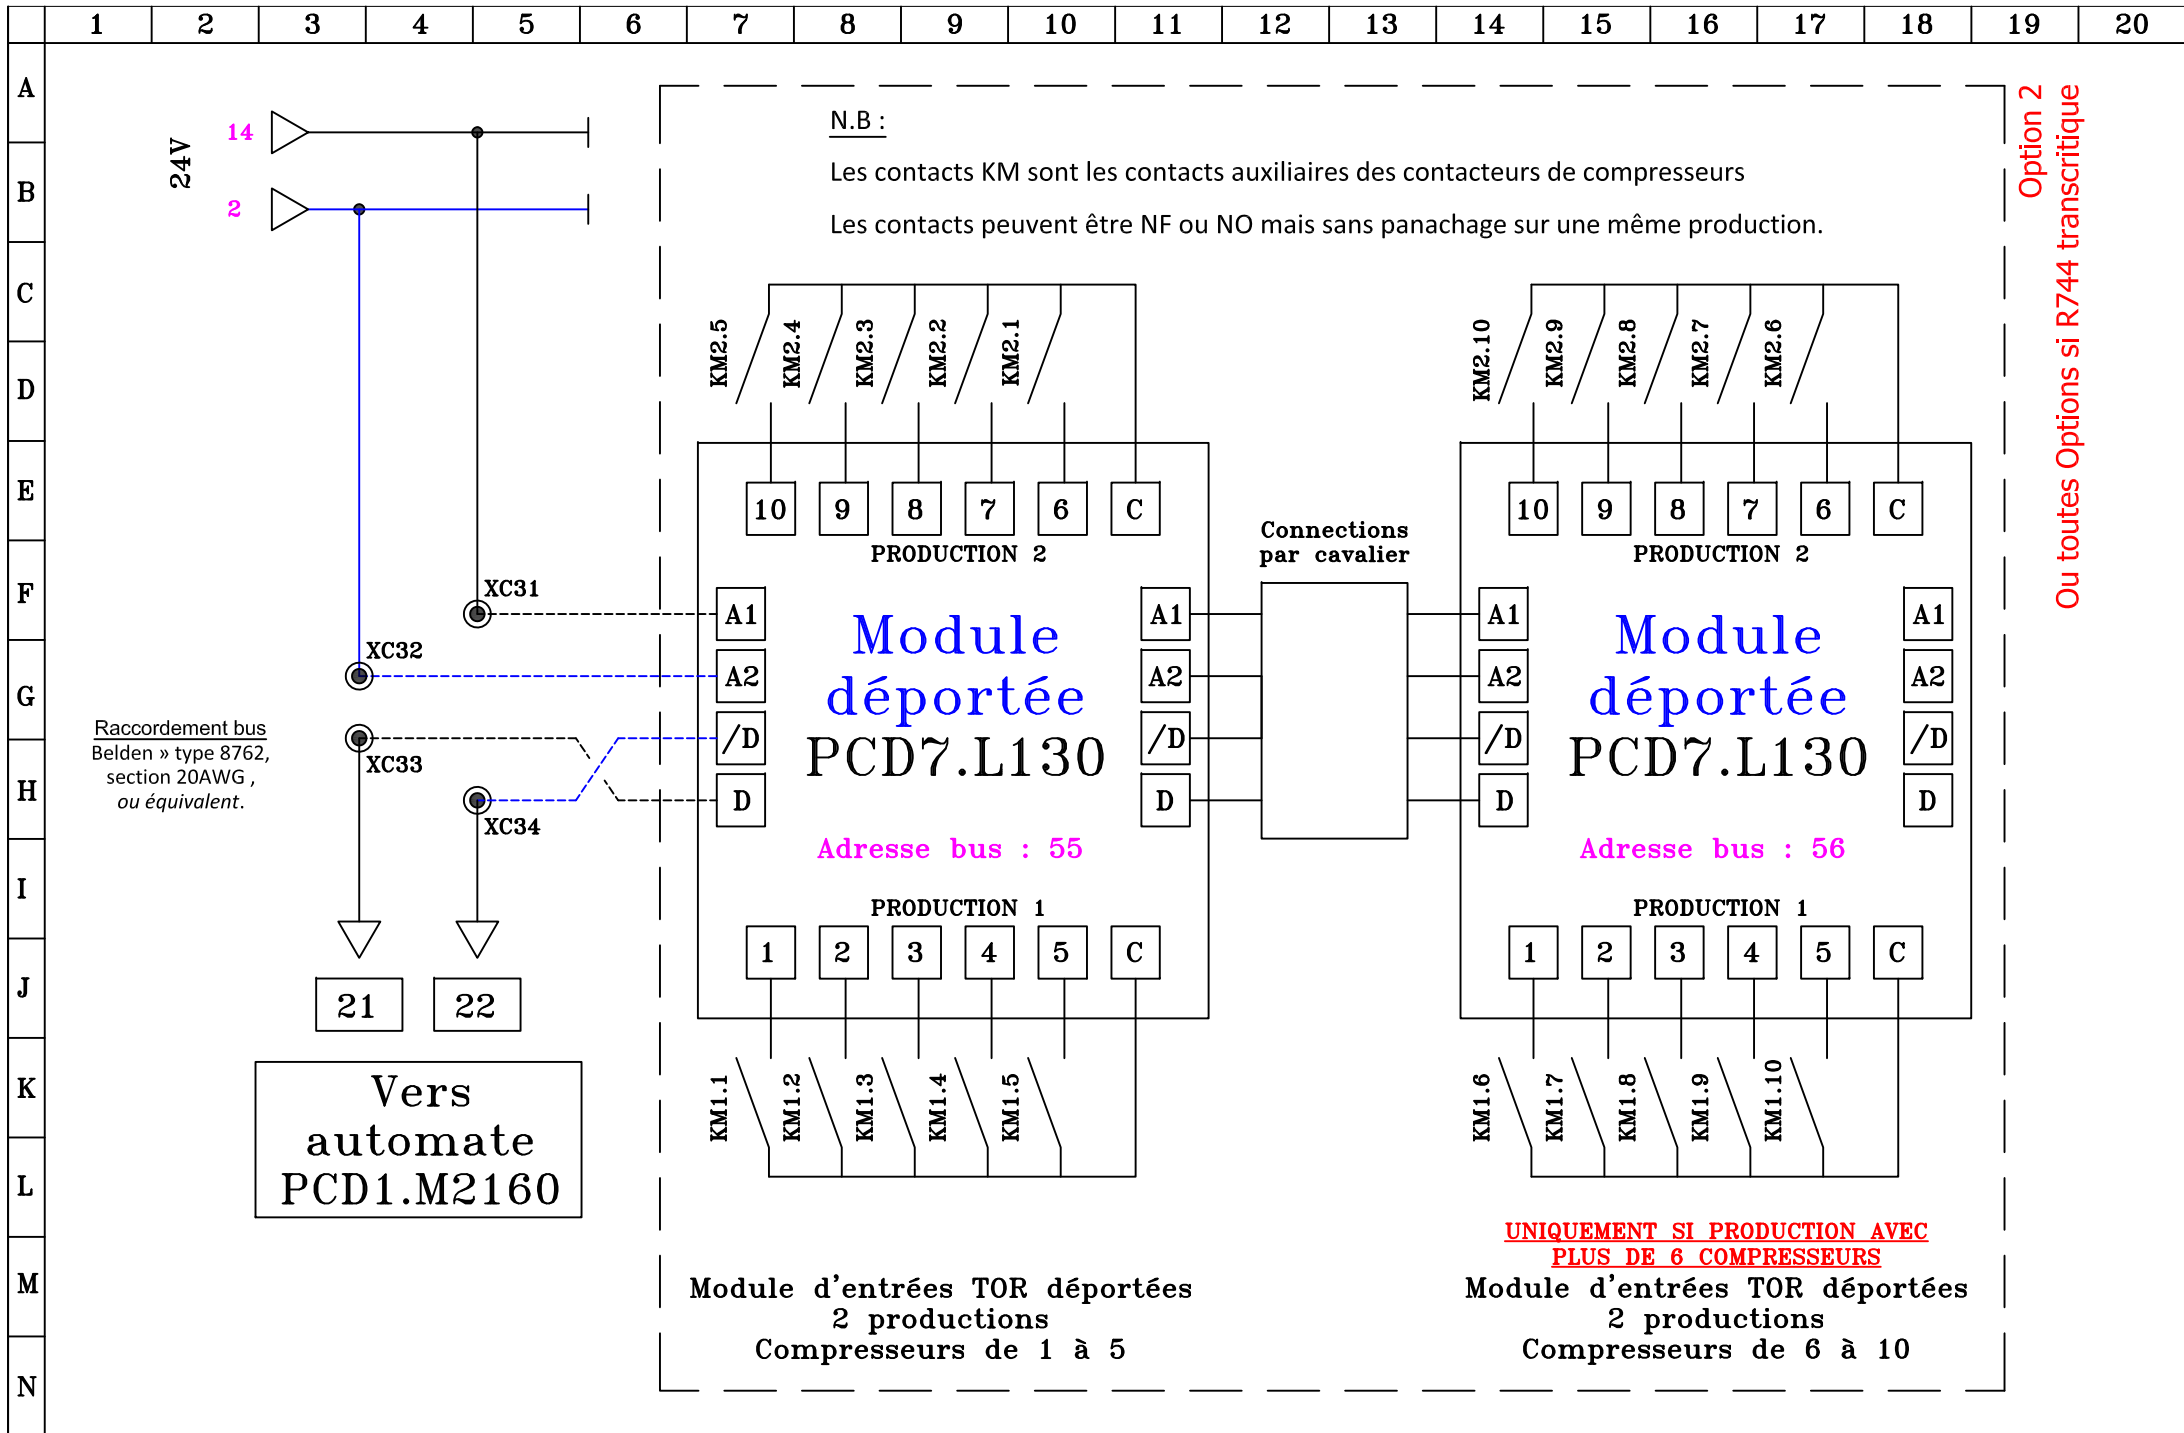 1 2 3 4 5 6 7 8 9 10 11 12 13 14 15 16 17 18 19 20
A
B
C
D
E
F
G
H
I
J
K
L
M
N
24V
14
2
N.B :
Les contacts KM sont les contacts auxiliaires des contacteurs de compresseurs
Les contacts peuvent être NF ou NO mais sans panachage sur une même production.
Option 2
Ou toutes Options si R744 transcritique
KM2.5 KM2.4 KM2.3 KM2.2 KM2.1
KM2.10 KM2.9 KM2.8 KM2.7 KM2.6
10 9 8 7 6 C
PRODUCTION 2
10 9 8 7 6 C
PRODUCTION 2
Connections
par cavalier
XC31
XC32
XC33
XC34
Raccordement bus
Belden » type 8762,
section 20AWG ,
ou équivalent.
A1
A2
/D
D
Module
déportée
PCD7.L130
A1
A2
/D
D
Adresse bus : 55
A1
A2
/D
D
Module
déportée
PCD7.L130
A1
A2
/D
D
Adresse bus : 56
PRODUCTION 1
1 2 3 4 5 C
PRODUCTION 1
1 2 3 4 5 C
21 22
Vers
automate
PCD1.M2160
KM1.1 KM1.2 KM1.3 KM1.4 KM1.5
KM1.6 KM1.7 KM1.8 KM1.9 KM1.10
Module d'entrées TOR déportées
2 productions
Compresseurs de 1 à 5
UNIQUEMENT SI PRODUCTION AVEC
PLUS DE 6 COMPRESSEURS
Module d'entrées TOR déportées
2 productions
Compresseurs de 6 à 10